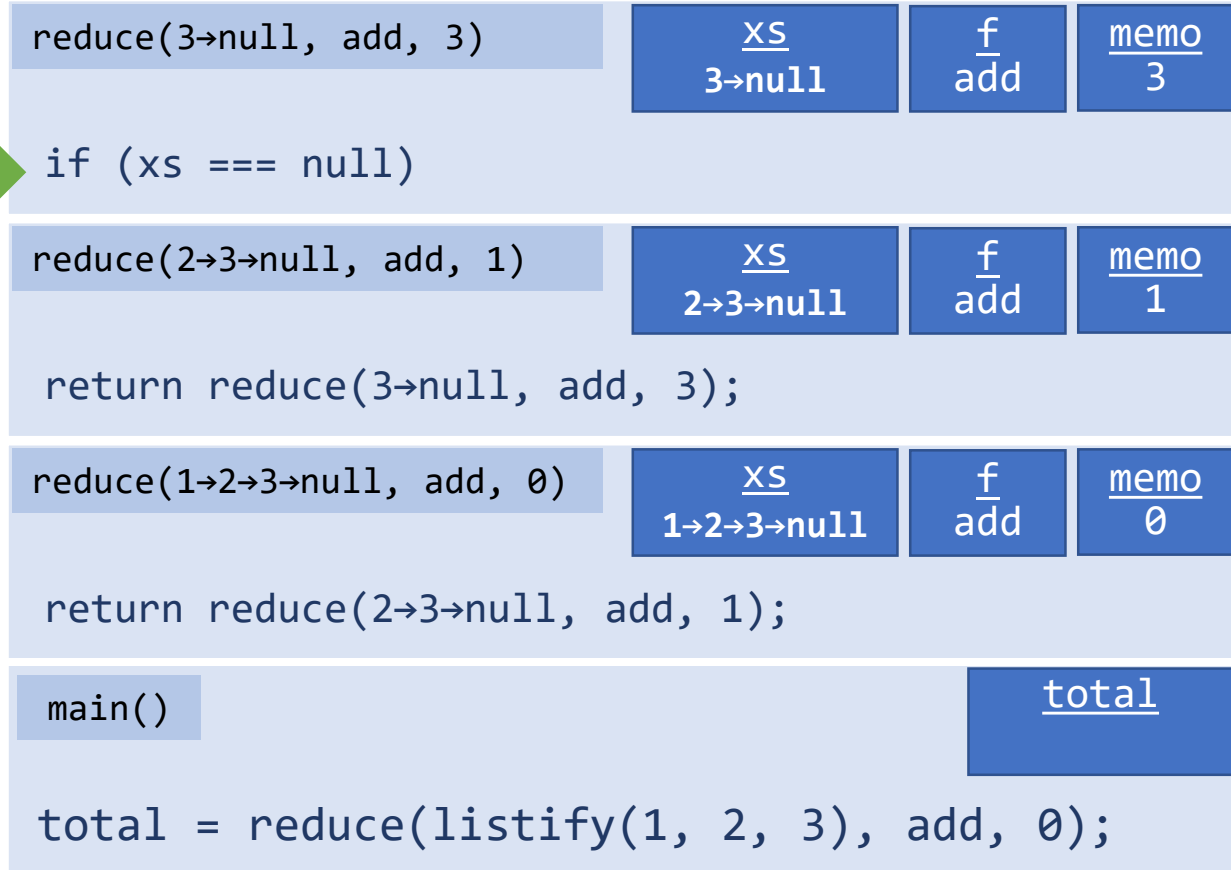 reduce(3→null, add, 3)
xs
3→null
f
add
memo
3
if (xs === null)
reduce(2→3→null, add, 1)
xs
2→3→null
f
add
memo
1
return reduce(3→null, add, 3);
reduce(1→2→3→null, add, 0)
xs
1→2→3→null
f
add
memo
0
return reduce(2→3→null, add, 1);
main()
total
total = reduce(listify(1, 2, 3), add, 0);